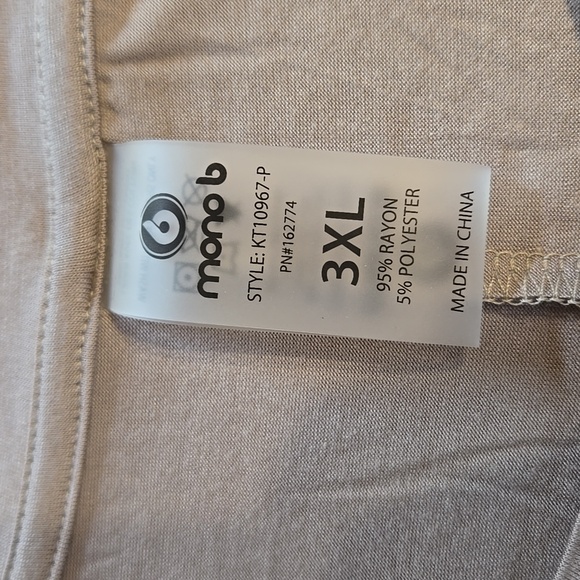 mono b
STYLE: KT10967-P
PN#162774
3XL
95% RAYON
5% POLYESTER
MADE IN CHINA